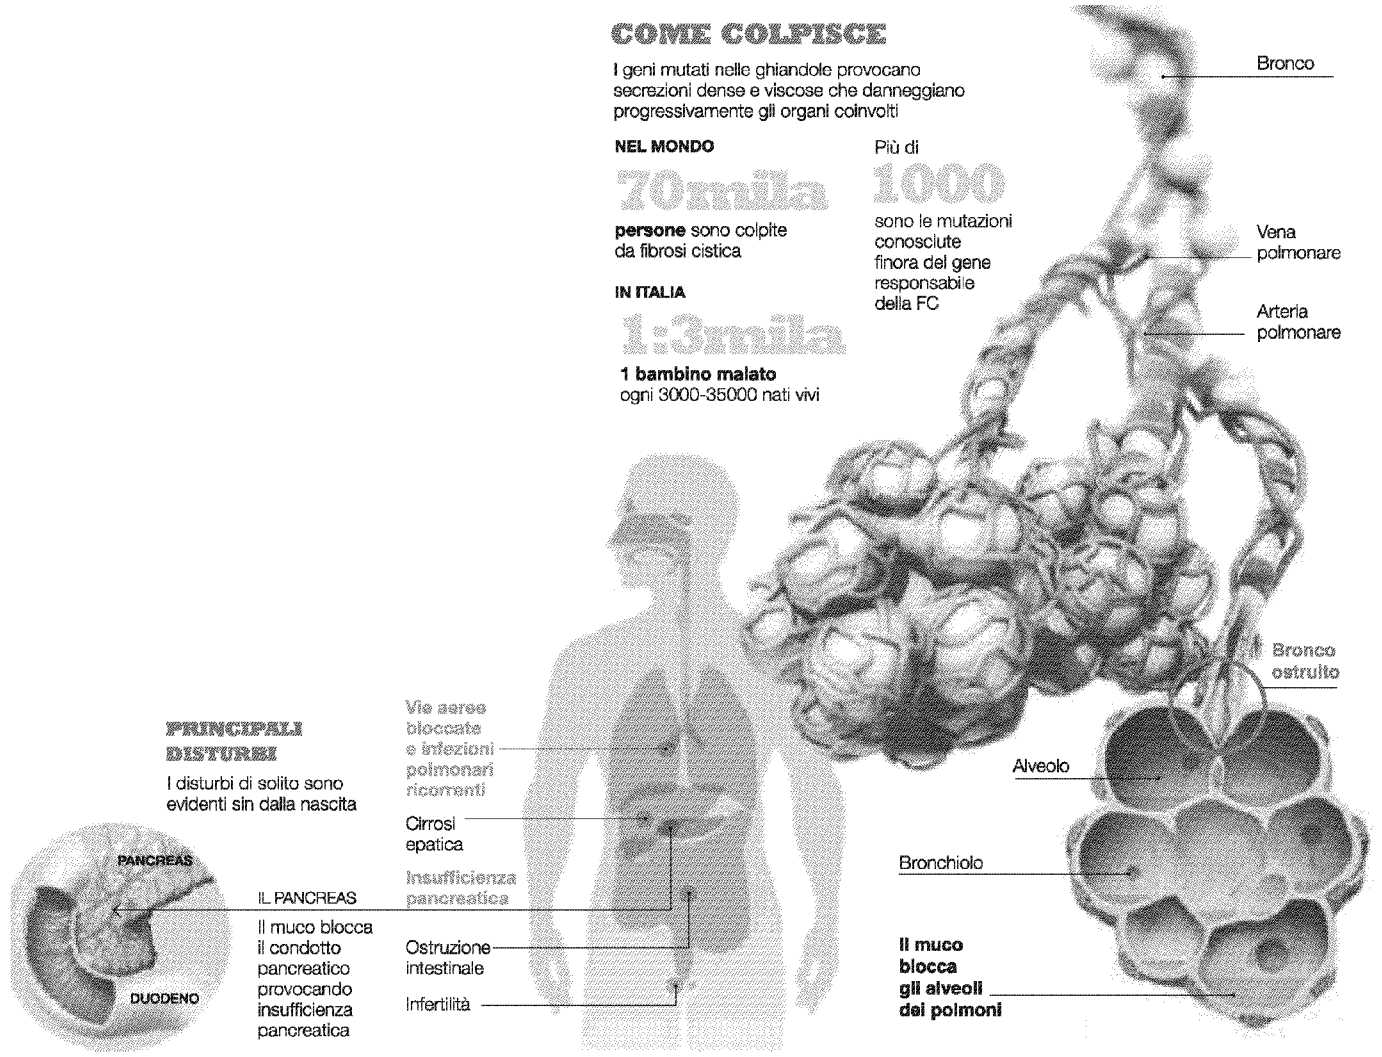 COME COLPISCE
I geni mutati nelle ghiandole provocano
secrezioni dense e viscose che danneggiano
progressivamente gli organi coinvolti
NEL MONDO
70mila
persone sono colpite
da fibrosi cistica
IN ITALIA
1:3mila
1 bambino malato
ogni 3000-35000 nati vivi
Più di
1000
sono le mutazioni
conosciute
finora del gene
responsabile
della FC
Bronco
Vena
polmonare
Arteria
polmonare
Bronco
ostruito
Alveolo
Bronchiolo
Il muco
blocca
gli alveoli
dei polmoni
PRINCIPALI
DISTURBI
I disturbi di solito sono
evidenti sin dalla nascita
Vie aeree
bloccate
e infezioni
polmonari
ricorrenti
Cirrosi
epatica
Insufficienza
pancreatica
Ostruzione
intestinale
Infertilità
PANCREAS
DUODENO
IL PANCREAS
Il muco blocca
il condotto
pancreatico
provocando
insufficienza
pancreatica